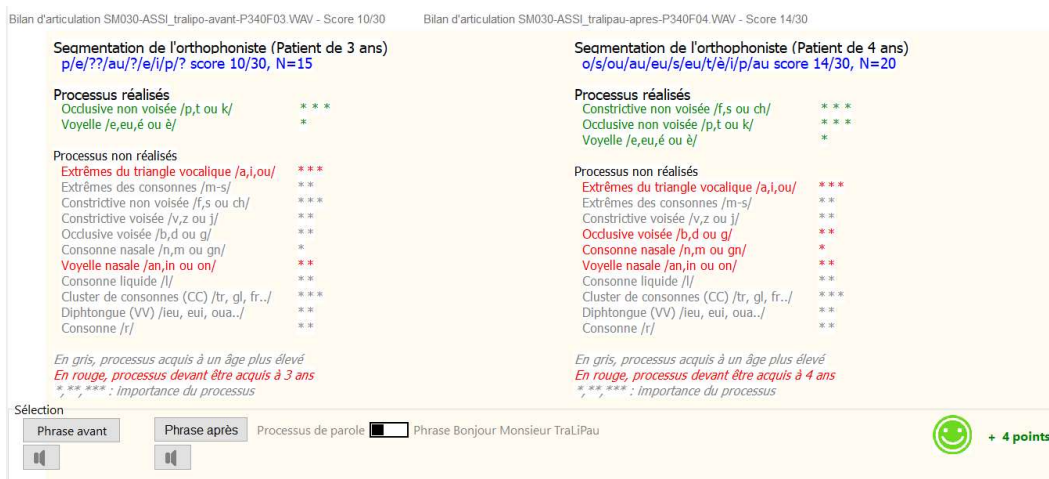 Bilan d'articulation SM030-ASSI_tralipo-avant-P340F03.WAV - Score 10/30
Bilan d'articulation SM030-ASSI_tralipau-apres-P340F04.WAV - Score 14/30
Segmentation de l'orthophoniste (Patient de 3 ans)
p/e/??/au/?/e/i/p/? score 10/30, N=15
Processus réalisés
Occlusive non voisée /p,t ou k/ * * *
Voyelle /e,eu,é ou è/ *
Processus non réalisés
Extrêmes du triangle vocalique /a,i,ou/ * * *
Extrêmes des consonnes /m-s/ * *
Constrictive non voisée /f,s ou ch/ * * *
Constrictive voisée /v,z ou j/ * *
Occlusive voisée /b,d ou g/ * *
Consonne nasale /n,m ou gn/ *
Voyelle nasale /an,in ou on/ * *
Consonne liquide /l/ * *
Cluster de consonnes (CC) /tr, gl, fr../ * * *
Diphtongue (VV) /ieu, eui, oua../ * *
Consonne /r/ * *
En gris, processus acquis à un âge plus élevé
En rouge, processus devant être acquis à 3 ans
*,**,*** : importance du processus
Segmentation de l'orthophoniste (Patient de 4 ans)
o/s/ou/au/eu/s/eu/t/è/i/p/au score 14/30, N=20
Processus réalisés
Constrictive non voisée /f,s ou ch/ * * *
Occlusive non voisée /p,t ou k/ * * *
Voyelle /e,eu,é ou è/ *
Processus non réalisés
Extrêmes du triangle vocalique /a,i,ou/ * * *
Extrêmes des consonnes /m-s/ * *
Constrictive voisée /v,z ou j/ * *
Occlusive voisée /b,d ou g/ * *
Consonne nasale /n,m ou gn/ *
Voyelle nasale /an,in ou on/ * *
Consonne liquide /l/ * *
Cluster de consonnes (CC) /tr, gl, fr../ * * *
Diphtongue (VV) /ieu, eui, oua../ * *
Consonne /r/ * *
En gris, processus acquis à un âge plus élevé
En rouge, processus devant être acquis à 4 ans
*,**,*** : importance du processus
Sélection
Phrase avant
Phrase après
Processus de parole
Phrase Bonjour Monsieur TraLiPau
+ 4 points